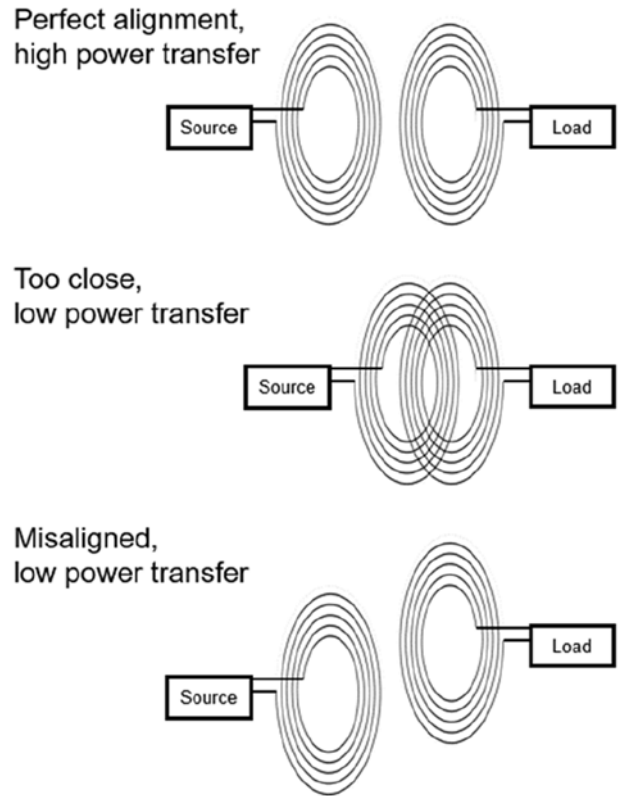 Perfect alignment,
high power transfer
Source
Load
Too close,
low power transfer
Source
Load
Misaligned,
low power transfer
Load
Source